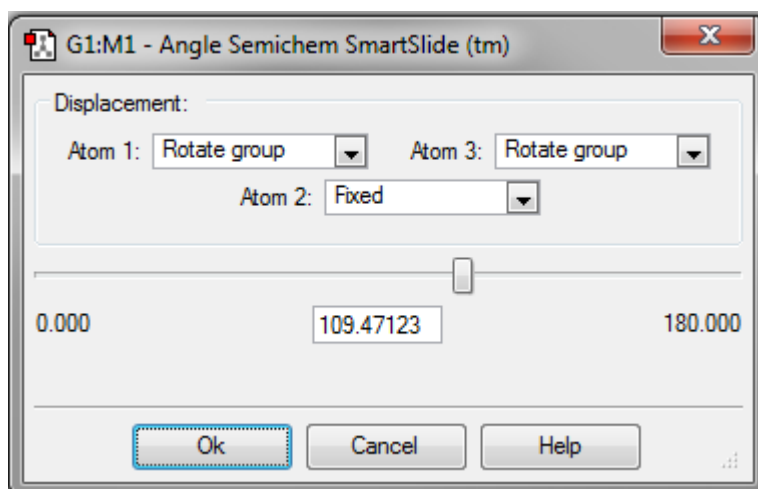 G1:M1 - Angle Semichem SmartSlide (tm)
Displacement:
Atom 1: Rotate group Atom 3: Rotate group
Atom 2: Fixed
0.000 109.47123 180.000
Ok Cancel Help